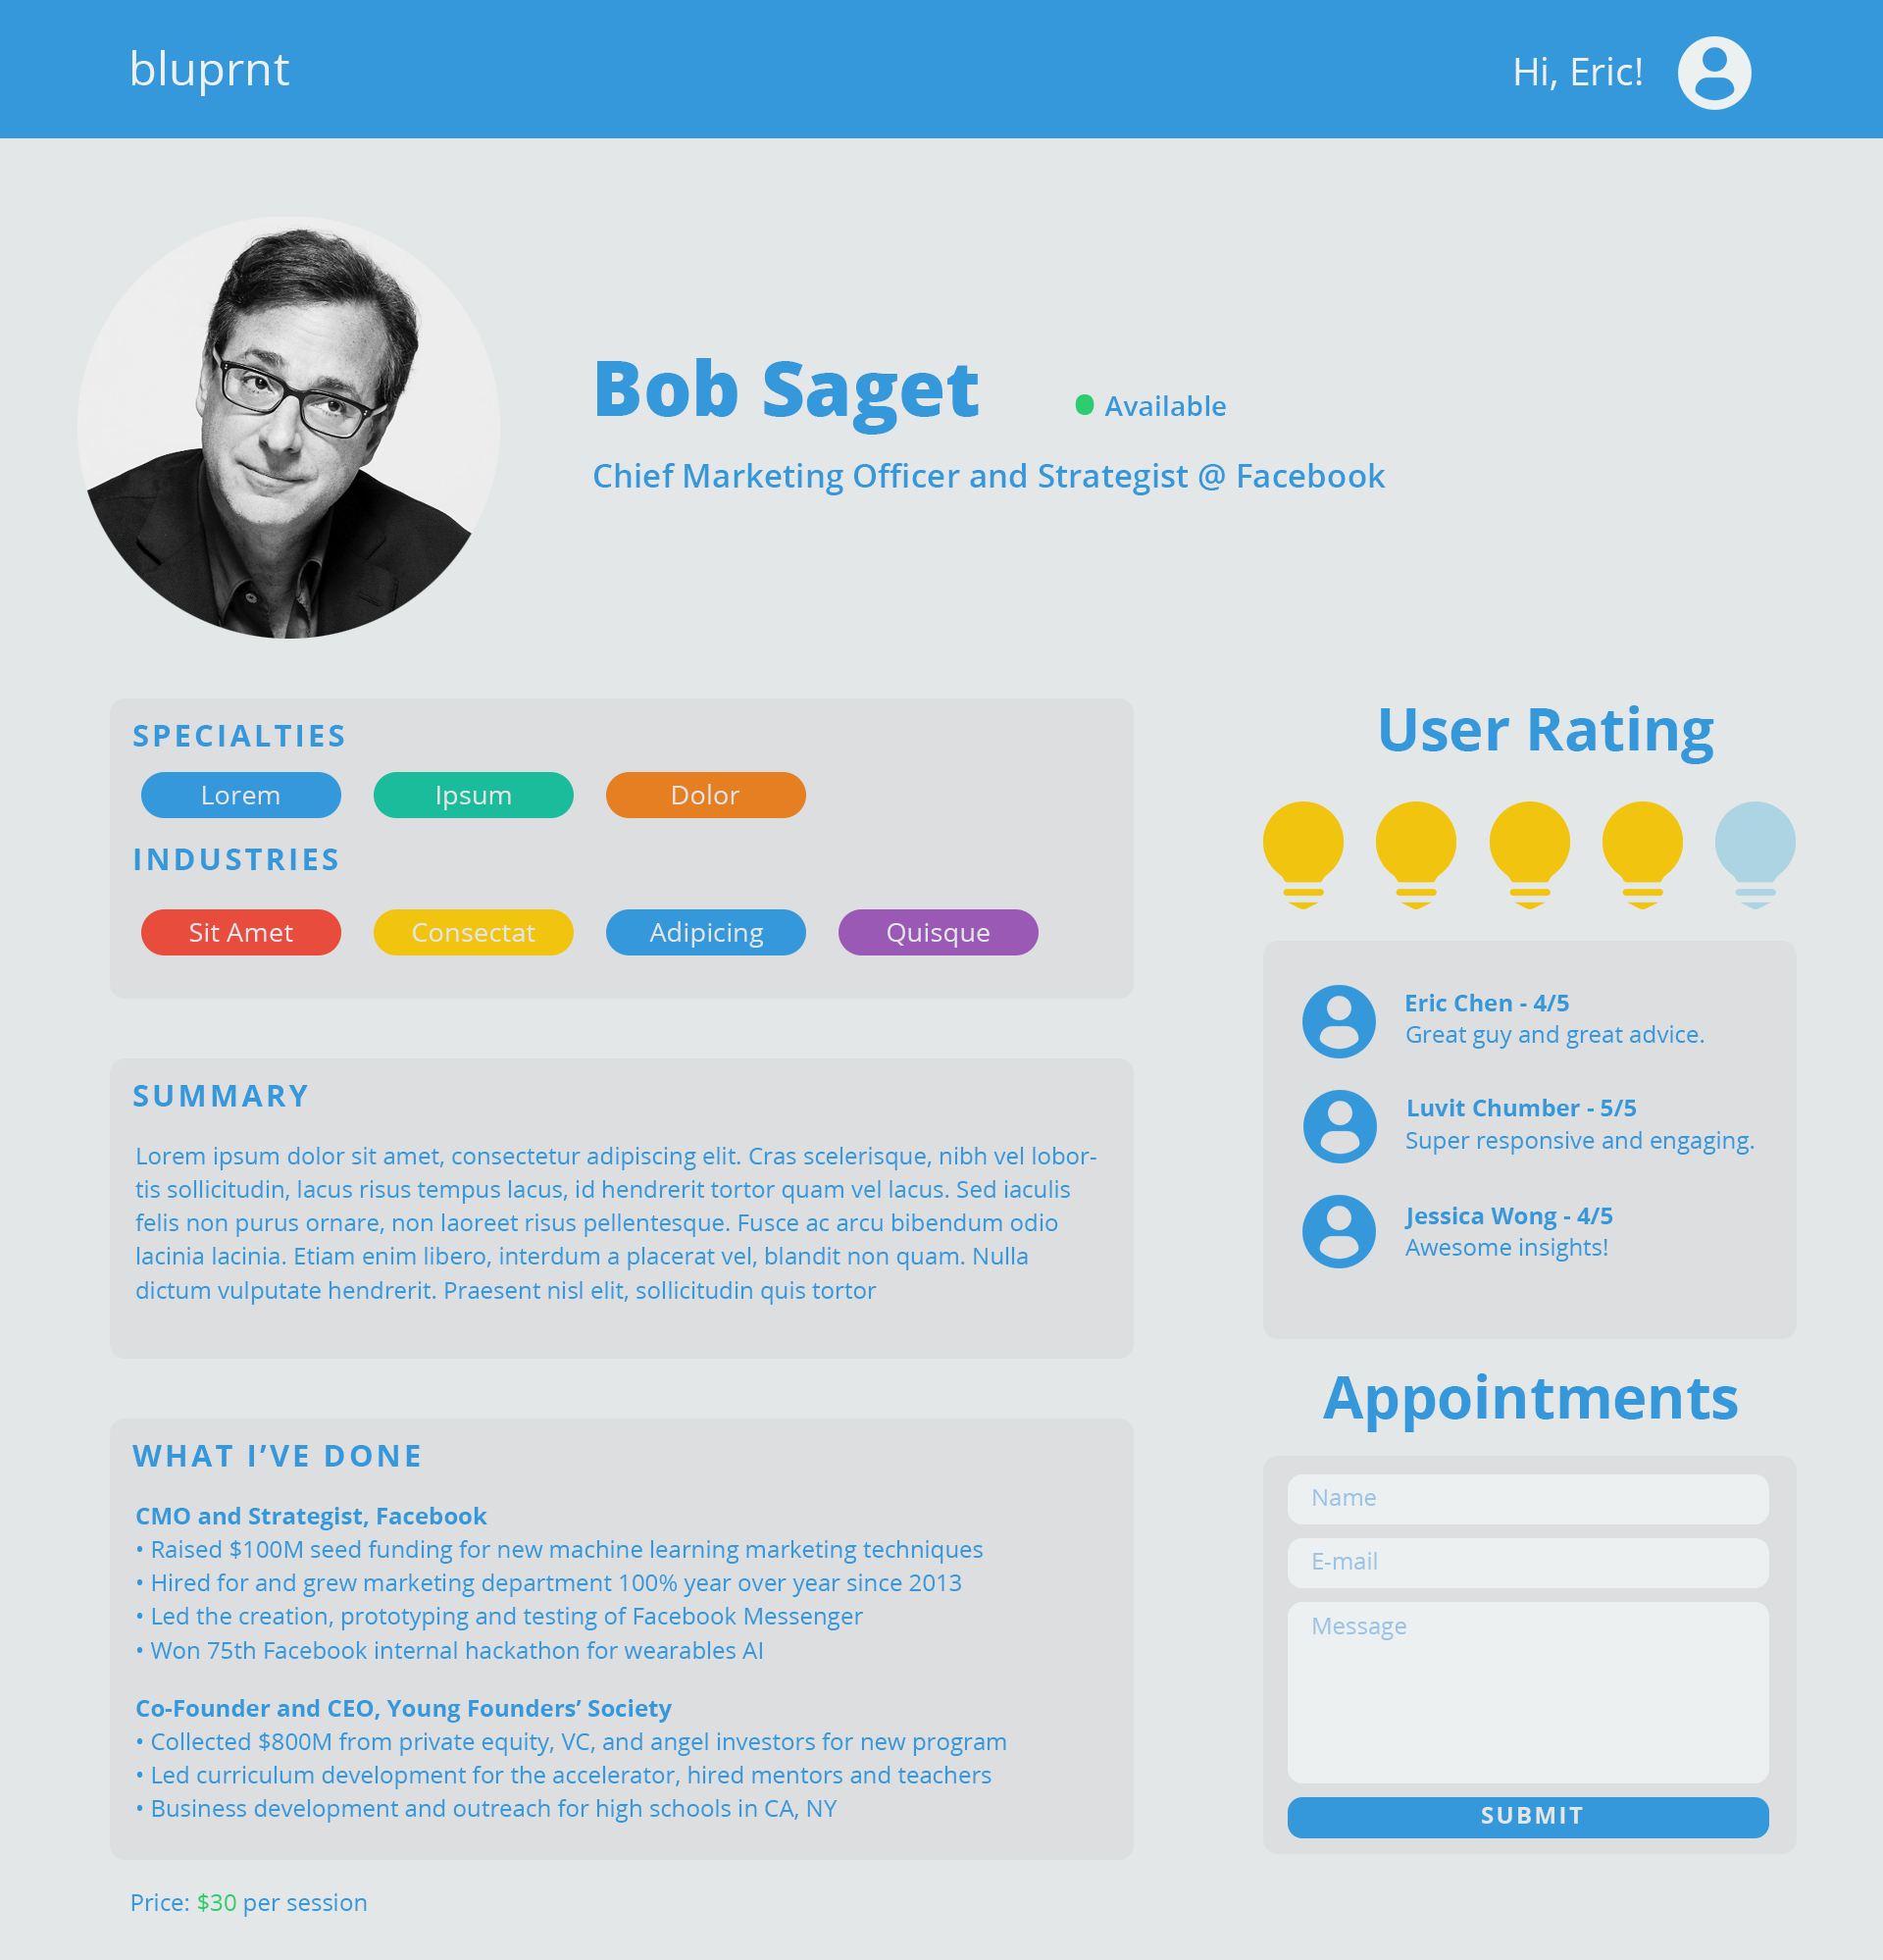 bluprnt
Hi, Eric!
Bob Saget
Available
Chief Marketing Officer and Strategist @ Facebook
SPECIALTIES
Lorem
Ipsum
Dolor
INDUSTRIES
Sit Amet
Consectat
Adipicing
Quisque
SUMMARY
Lorem ipsum dolor sit amet, consectetur adipiscing elit. Cras scelerisque, nibh vel lobor-
tis sollicitudin, lacus risus tempus lacus, id hendrerit tortor quam vel lacus. Sed iaculis
felis non purus ornare, non laoreet risus pellentesque. Fusce ac arcu bibendum odio
lacinia lacinia. Etiam enim libero, interdum a placerat vel, blandit non quam. Nulla
dictum vulputate hendrerit. Praesent nisl elit, sollicitudin quis tortor
WHAT I’VE DONE
CMO and Strategist, Facebook
• Raised $100M seed funding for new machine learning marketing techniques
• Hired for and grew marketing department 100% year over year since 2013
• Led the creation, prototyping and testing of Facebook Messenger
• Won 75th Facebook internal hackathon for wearables AI
Co-Founder and CEO, Young Founders’ Society
• Collected $800M from private equity, VC, and angel investors for new program
• Led curriculum development for the accelerator, hired mentors and teachers
• Business development and outreach for high schools in CA, NY
Price: $30 per session
User Rating
Eric Chen - 4/5
Great guy and great advice.
Luvit Chumber - 5/5
Super responsive and engaging.
Jessica Wong - 4/5
Awesome insights!
Appointments
Name
E-mail
Message
SUBMIT